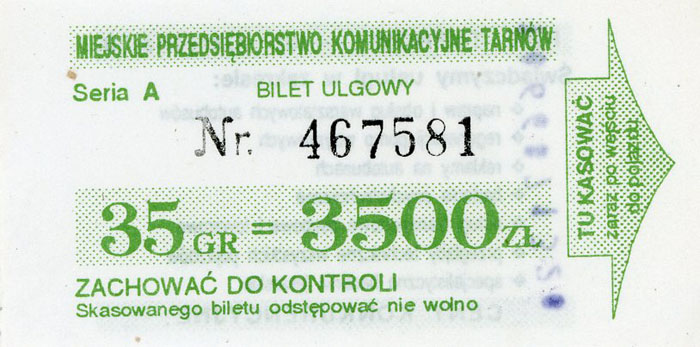 MIEJSKIE PRZEDSIĘBIORSTWO KOMUNIKACYJNE TARNÓW
Seria A
BILET ULGOWY
Nr. 467581
35 GR = 3500 ZŁ
ZACHOWAĆ DO KONTROLI
Skasowanego biletu odstępować nie wolno
TU KASOWAĆ
zaraz po wejściu
do pojazdu